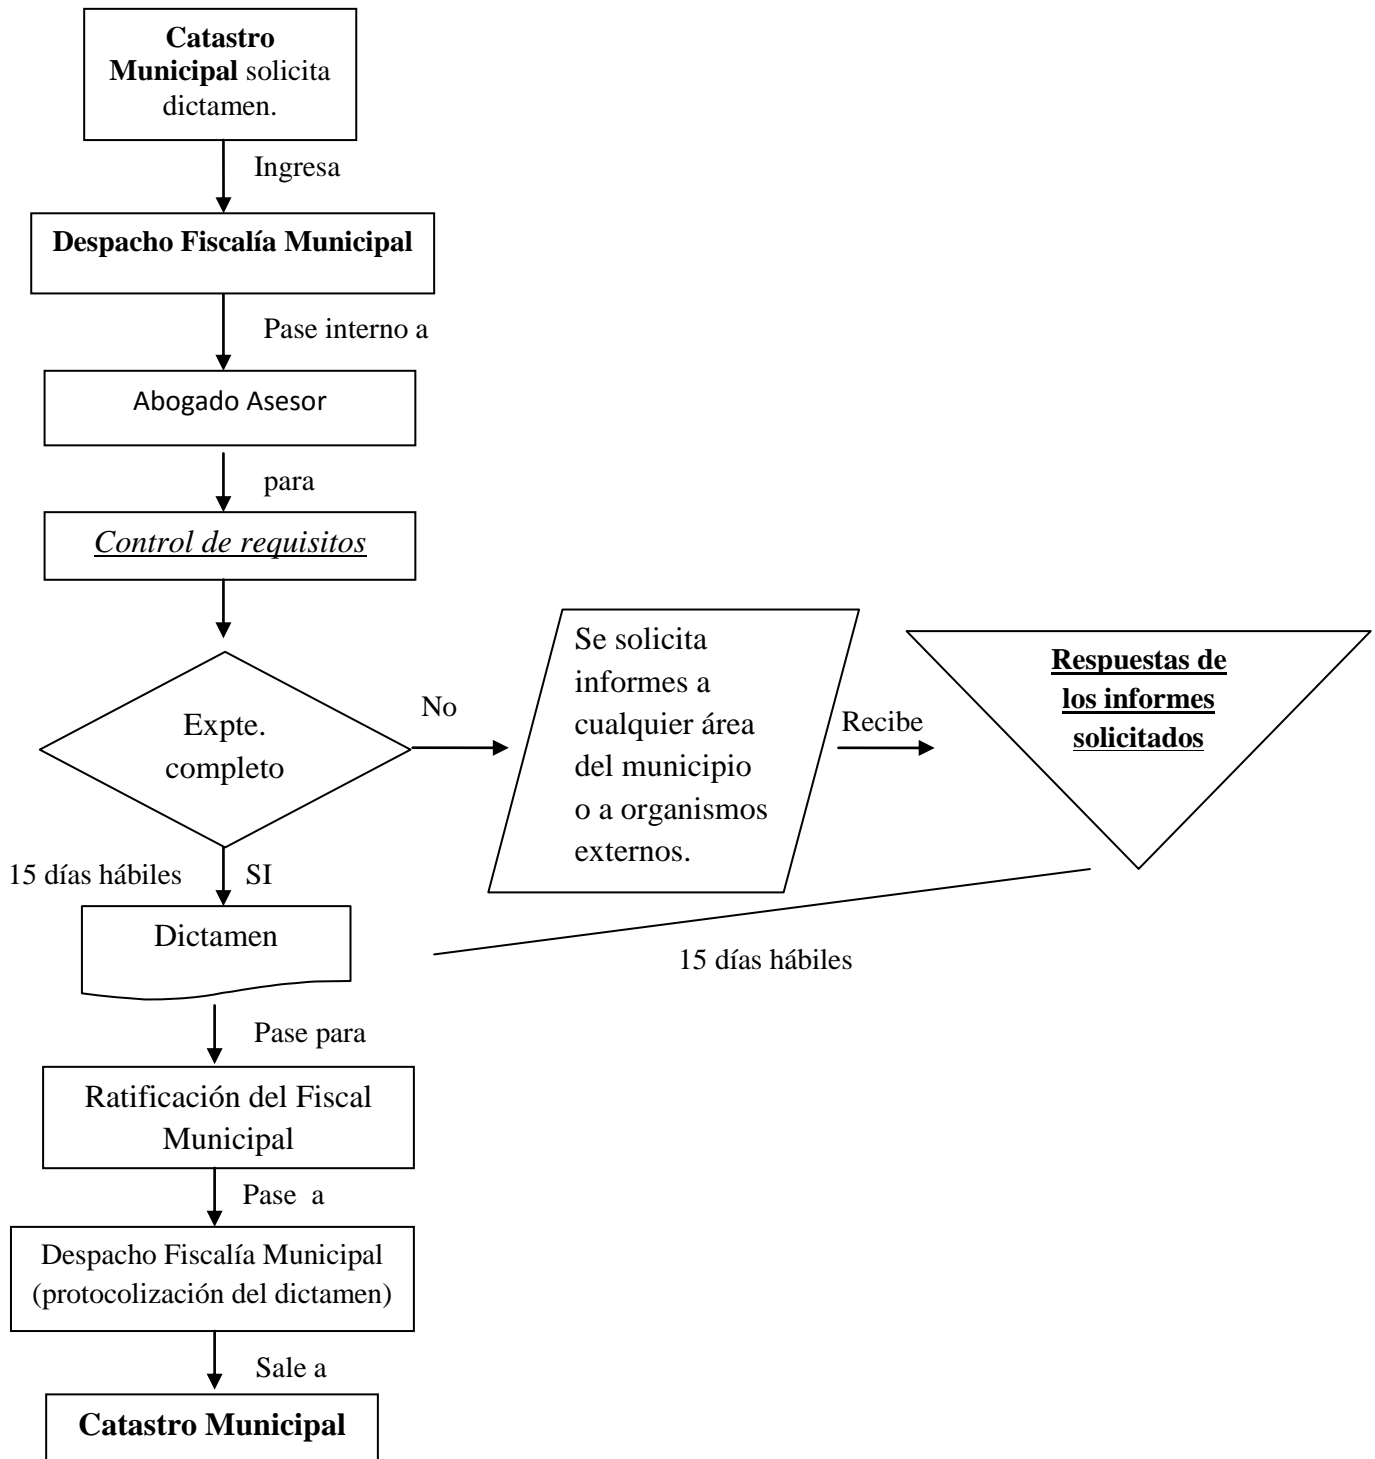 Catastro
Municipal solicita
dictamen.
Ingresa
Despacho Fiscalía Municipal
Pase interno a
Abogado Asesor
para
Control de requisitos
Expte.
completo
No
Se solicita
informes a
cualquier área
del municipio
o a organismos
externos.
Recibe
Respuestas de
los informes
solicitados
15 días hábiles
SI
Dictamen
15 días hábiles
Pase para
Ratificación del Fiscal
Municipal
Pase a
Despacho Fiscalía Municipal
(protocolización del dictamen)
Sale a
Catastro Municipal